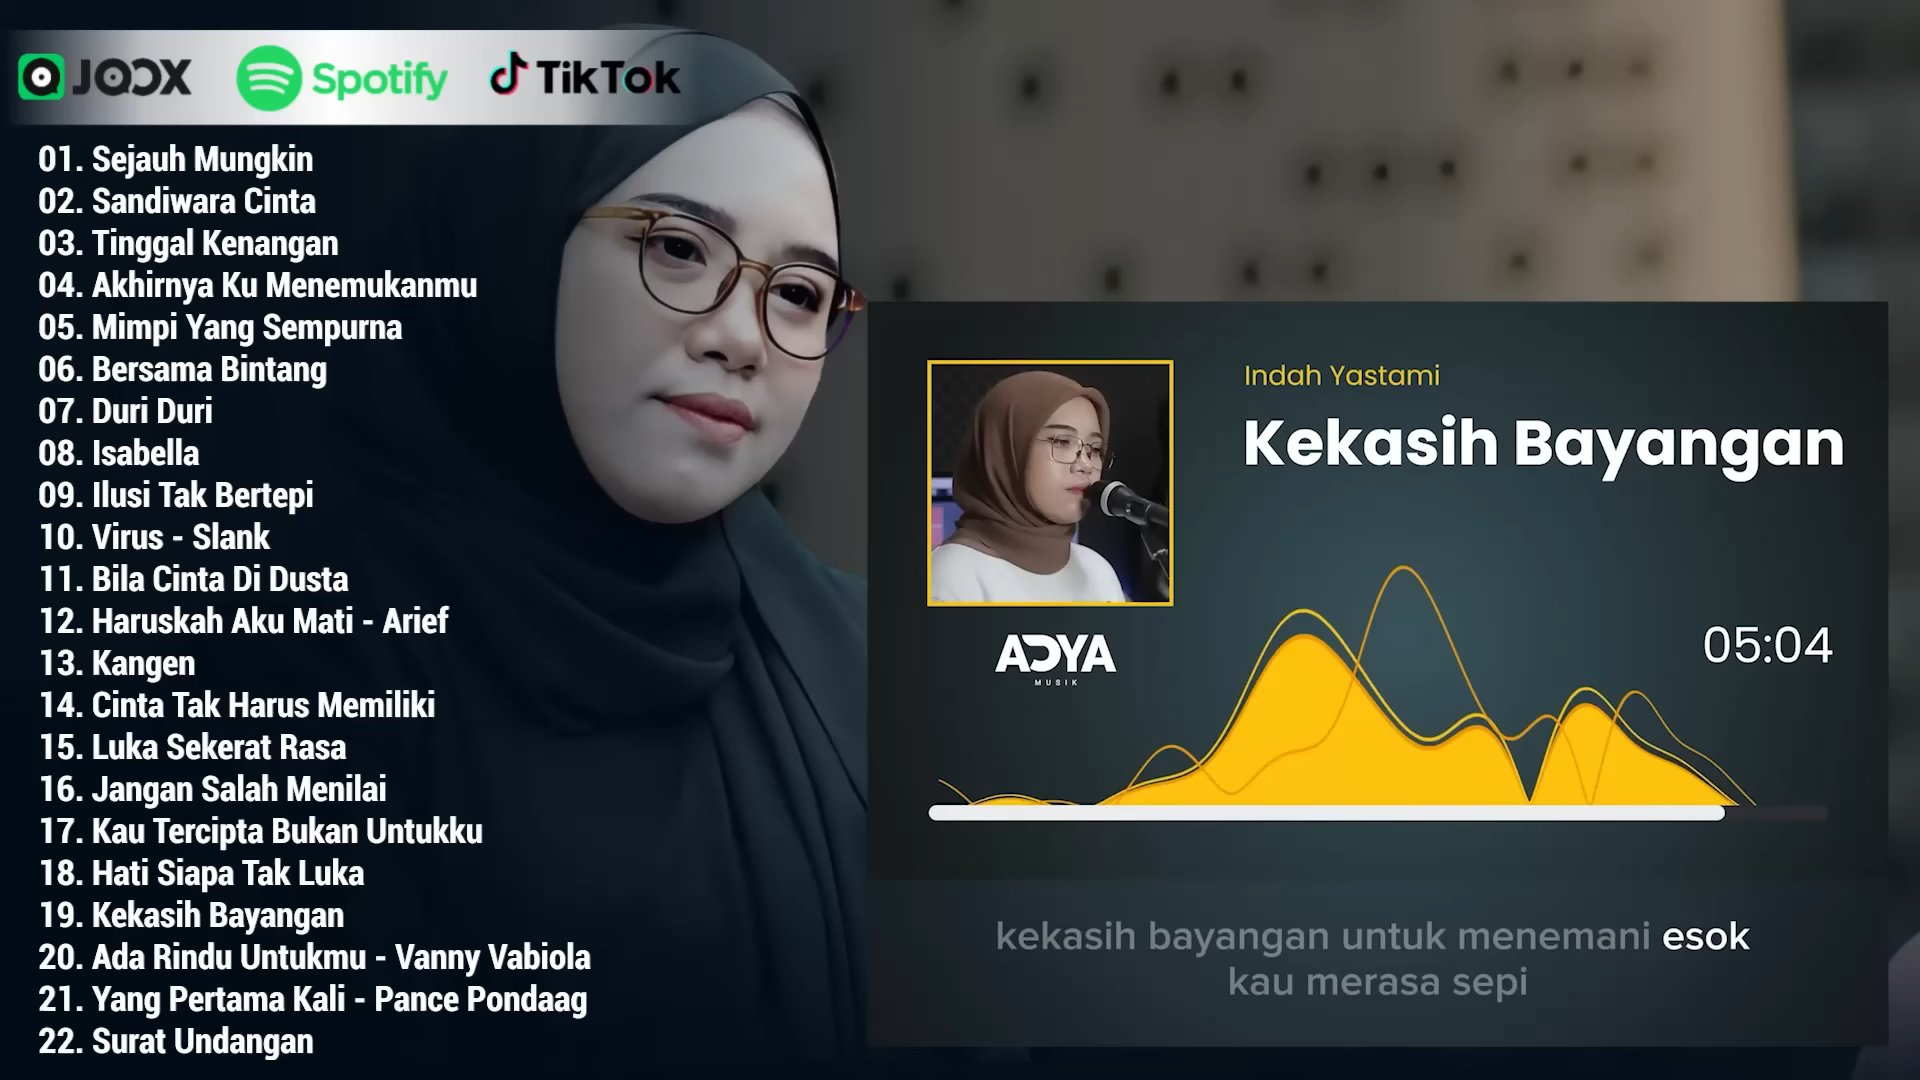 JOOX Spotify TikTok
01. Sejauh Mungkin
02. Sandiwara Cinta
03. Tinggal Kenangan
04. Akhirnya Ku Menemukanmu
05. Mimpi Yang Sempurna
06. Bersama Bintang
07. Duri Duri
08. Isabella
09. Ilusi Tak Bertepi
10. Virus - Slank
11. Bila Cinta Di Dusta
12. Haruskah Aku Mati - Arief
13. Kangen
14. Cinta Tak Harus Memiliki
15. Luka Sekerat Rasa
16. Jangan Salah Menilai
17. Kau Tercipta Bukan Untukku
18. Hati Siapa Tak Luka
19. Kekasih Bayangan
20. Ada Rindu Untukmu - Vanny Vabiola
21. Yang Pertama Kali - Pance Pondaag
22. Surat Undangan
Indah Yastami
Kekasih Bayangan
ADYA
MUSIK
05:04
kekasih bayangan untuk menemani esok
kau merasa sepi